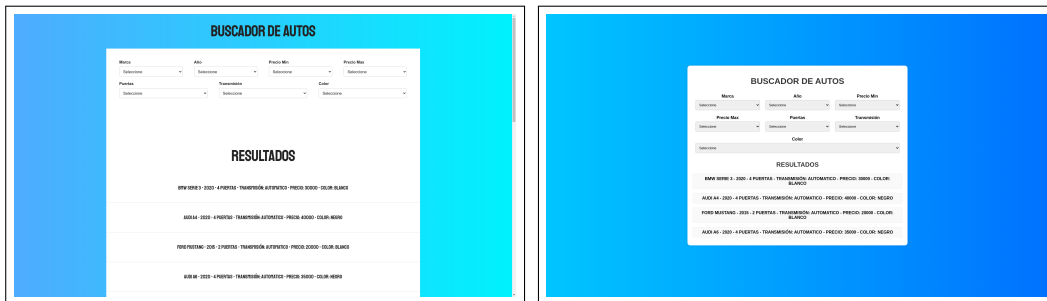 BUSCADOR DE AUTOS
Marca Año Precio Min Precio Max
Seleccione Seleccione Seleccione Seleccione
Puertas Transmisión Color
Seleccione Seleccione Seleccione
RESULTADOS
BMW SERIE 3 - 2020 - 4 PUERTAS - TRANSMISIÓN: AUTOMATICO - PRECIO: 30000 - COLOR: BLANCO
AUDI A4 - 2020 - 4 PUERTAS - TRANSMISIÓN: AUTOMATICO - PRECIO: 40000 - COLOR: NEGRO
FORD MUSTANG - 2015 - 2 PUERTAS - TRANSMISIÓN: AUTOMATICO - PRECIO: 20000 - COLOR: BLANCO
AUDI A6 - 2020 - 4 PUERTAS - TRANSMISIÓN: AUTOMATICO - PRECIO: 35000 - COLOR: NEGRO
BUSCADOR DE AUTOS
Marca Año Precio Min
Seleccione Seleccione Seleccione
Precio Max Puertas Transmisión
Seleccione Seleccione Seleccione
Color
Seleccione
RESULTADOS
BMW SERIE 3 - 2020 - 4 PUERTAS - TRANSMISIÓN: AUTOMATICO - PRECIO: 30000 - COLOR:
BLANCO
AUDI A4 - 2020 - 4 PUERTAS - TRANSMISIÓN: AUTOMATICO - PRECIO: 40000 - COLOR: NEGRO
FORD MUSTANG - 2015 - 2 PUERTAS - TRANSMISIÓN: AUTOMATICO - PRECIO: 20000 - COLOR:
BLANCO
AUDI A6 - 2020 - 4 PUERTAS - TRANSMISIÓN: AUTOMATICO - PRECIO: 35000 - COLOR: NEGRO